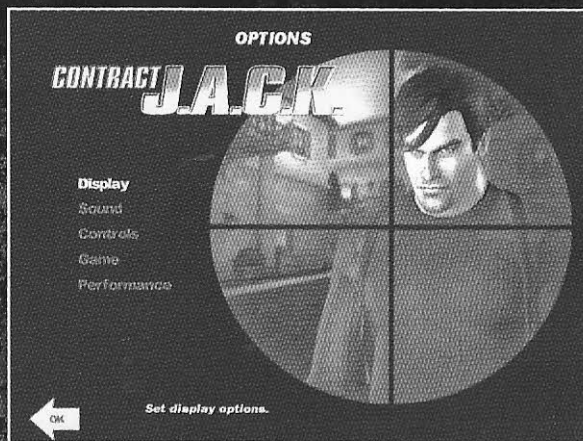 OPTIONS
CONTRACT J.A.C.K.
Display
Sound
Controls
Game
Performance
OK
Set display options.